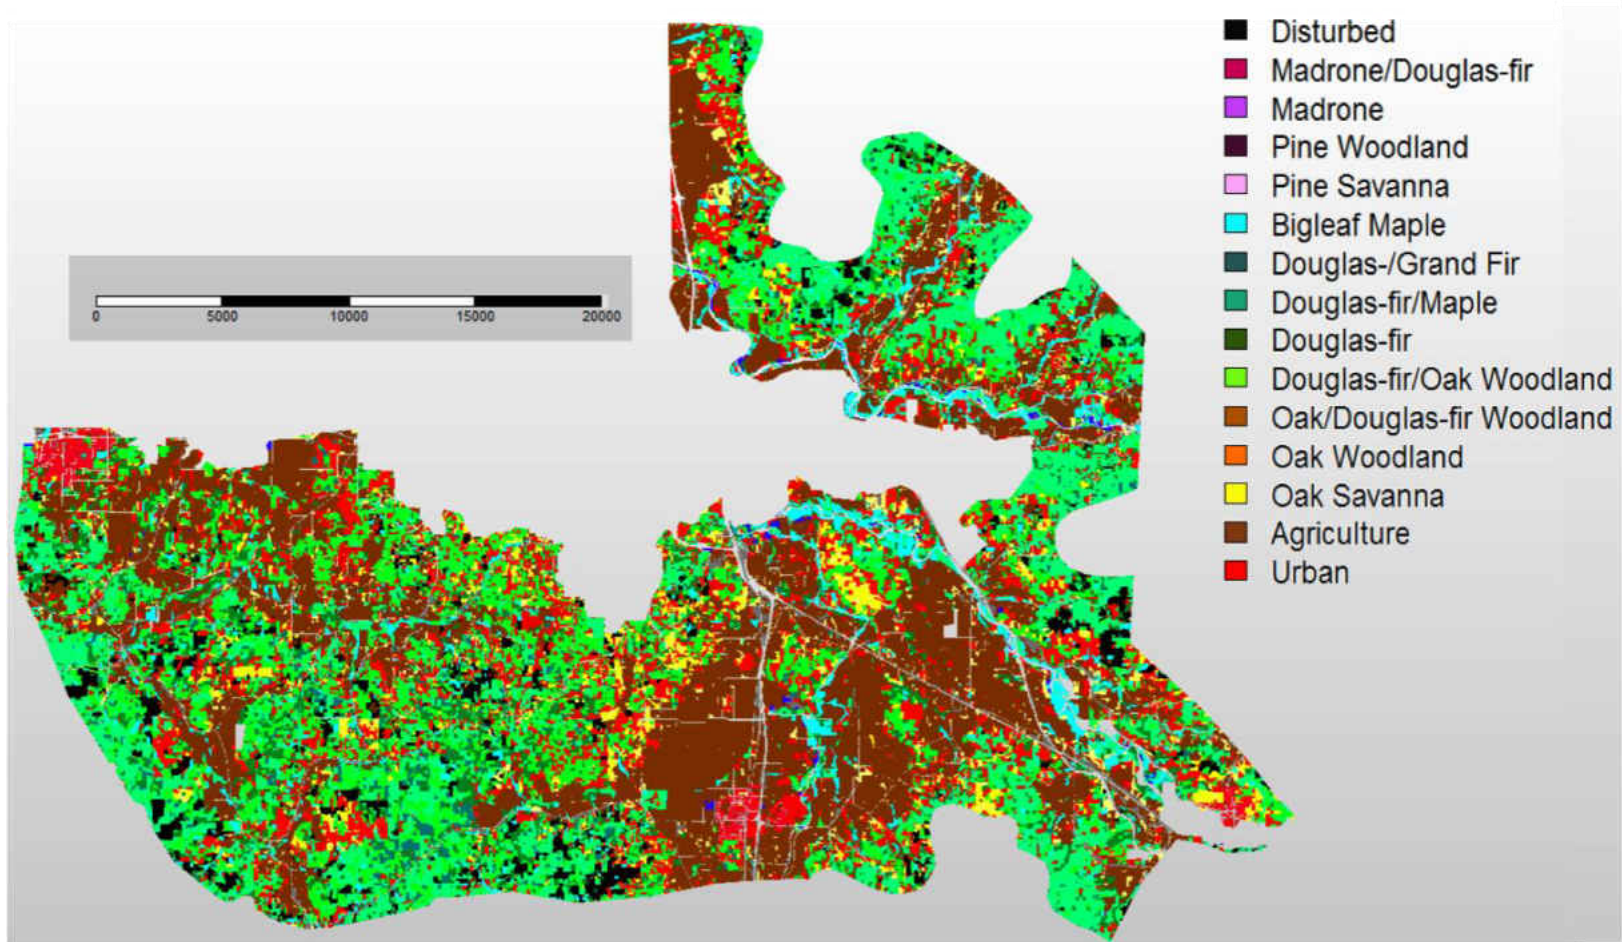 Disturbed
Madrone/Douglas-fir
Madrone
Pine Woodland
Pine Savanna
Bigleaf Maple
Douglas-/Grand Fir
Douglas-fir/Maple
Douglas-fir
Douglas-fir/Oak Woodland
Oak/Douglas-fir Woodland
Oak Woodland
Oak Savanna
Agriculture
Urban
0 5000 10000 15000 20000